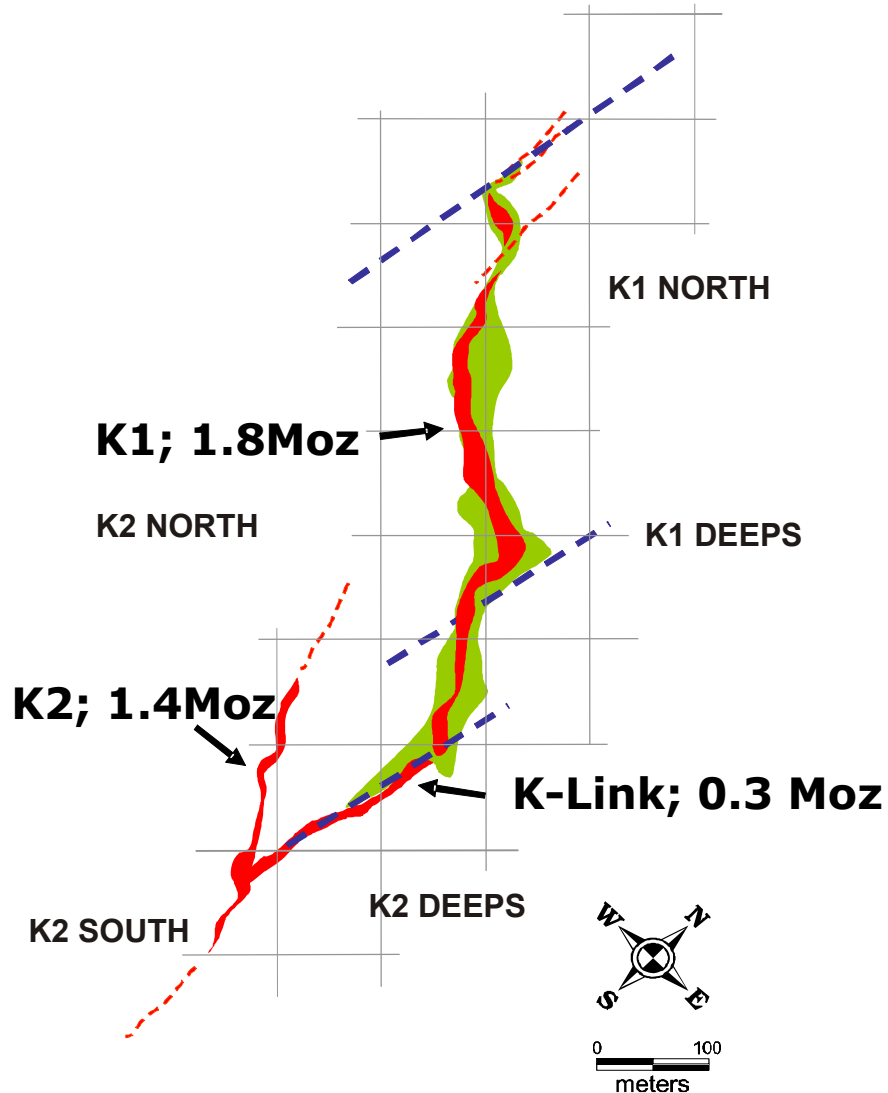 K1 NORTH
K1; 1.8Moz
K2 NORTH
K1 DEEPS
K2; 1.4Moz
K-Link; 0.3 Moz
K2 DEEPS
K2 SOUTH
W N
S E
0 100
meters